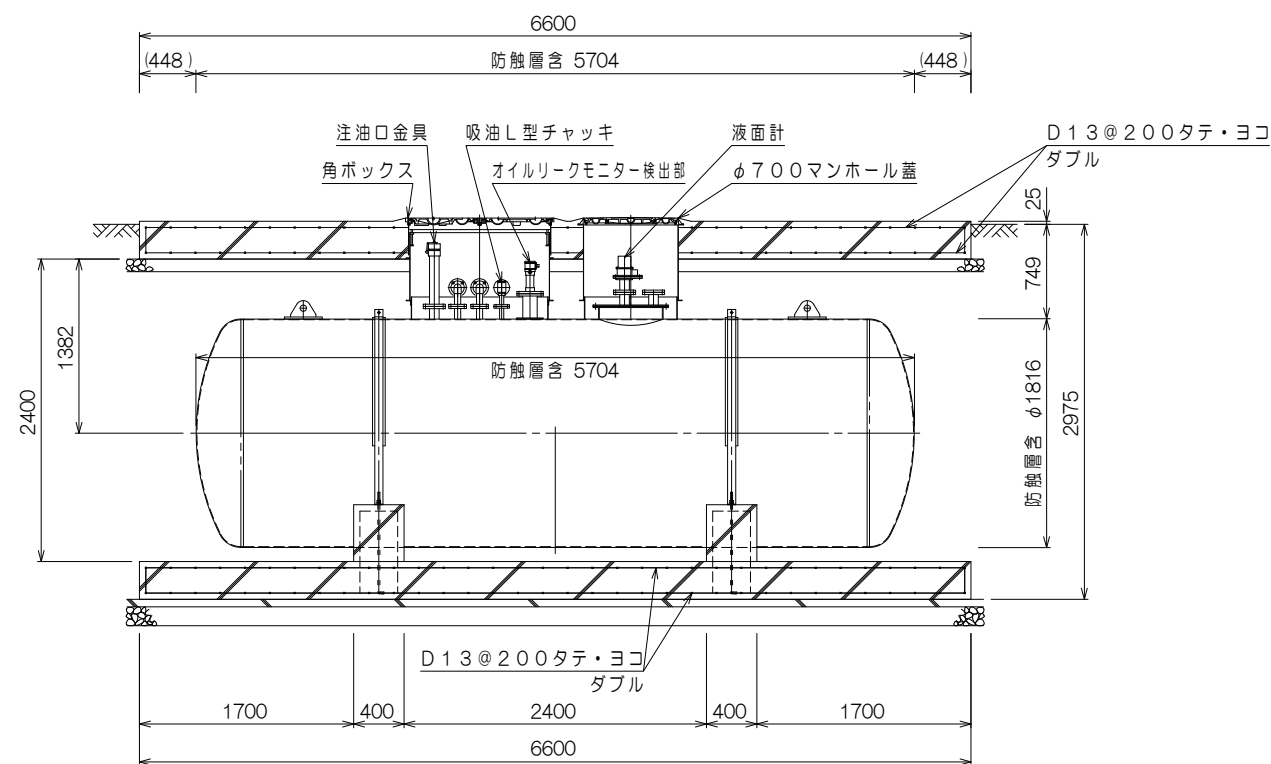 6600
(448)
防触層含 5704
(448)
注油口金具
吸油L型チャッキ
液面計
D13@200タテ・ヨコ
ダブル
角ボックス
オイルリークモニター検出部
φ700マンホール蓋
25
749
1382
2400
防触層含 5704
防触層含 φ1816
2975
D13@200タテ・ヨコ
ダブル
1700
400
2400
400
1700
6600